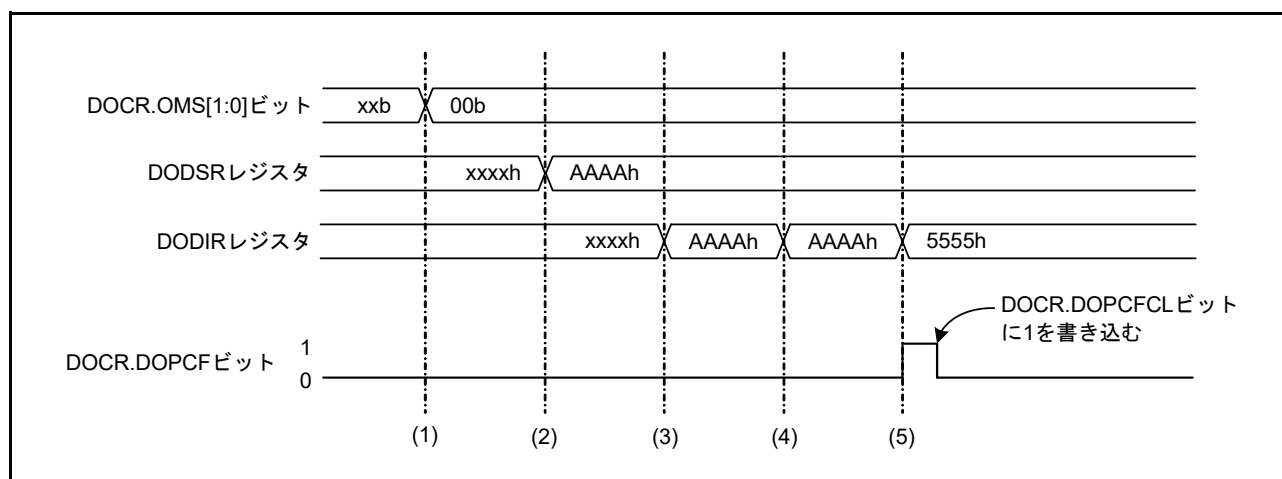 DOCR.OMS[1:0]ビット xxb 00b
DODSRレジスタ xxxxh AAAAh
DODIRレジスタ xxxxh AAAAh AAAAh 5555h
DOCR.DOPCFCLビット
に1を書き込む
DOCR.DOPCFビット 1
0
(1) (2) (3) (4) (5)